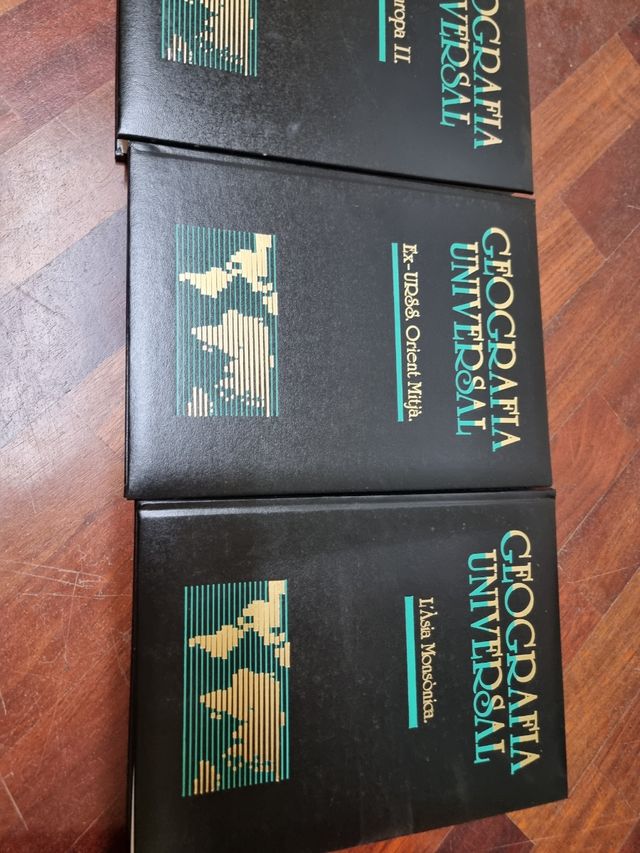 GEOGRAFIA
UNIVERSAL
Europa II.
GEOGRAFIA
UNIVERSAL
Ex-URSS. Orient Mitjà.
GEOGRAFIA
UNIVERSAL
L'Àsia Monsònica.